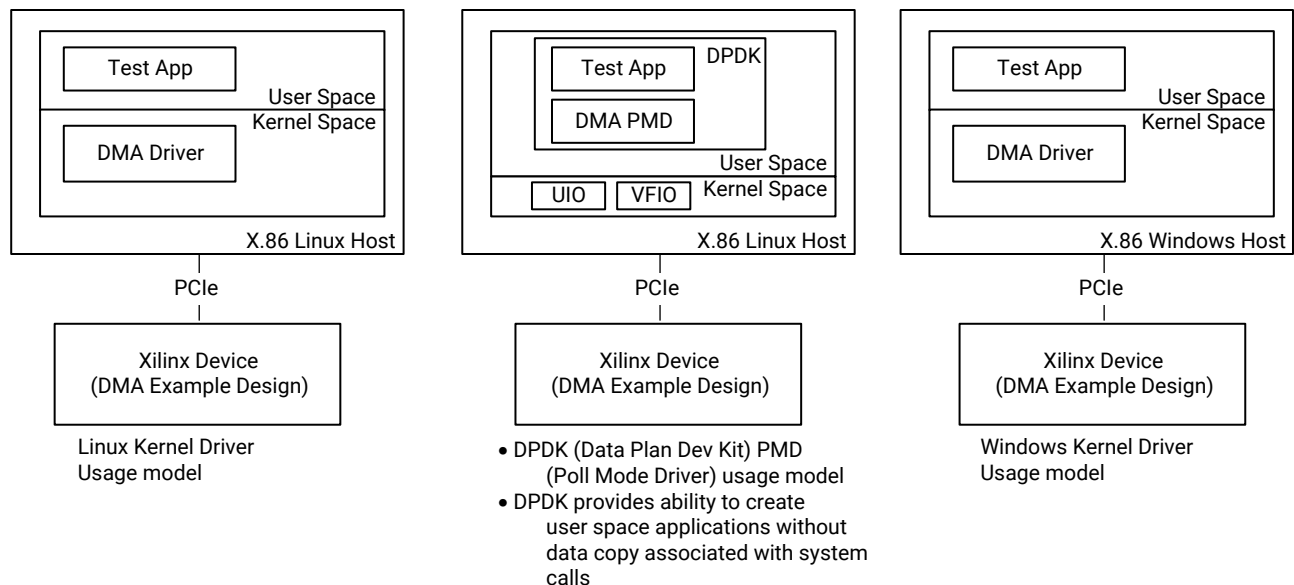 Test App
User Space
Kernel Space
DMA Driver
X.86 Linux Host
PCIe
Xilinx Device
(DMA Example Design)
Linux Kernel Driver
Usage model
DPDK
Test App
DMA PMD
User Space
Kernel Space
UIO
VFIO
X.86 Linux Host
PCIe
Xilinx Device
(DMA Example Design)
• DPDK (Data Plan Dev Kit) PMD
(Poll Mode Driver) usage model
• DPDK provides ability to create
user space applications without
data copy associated with system
calls
Test App
User Space
Kernel Space
DMA Driver
X.86 Windows Host
PCIe
Xilinx Device
(DMA Example Design)
Windows Kernel Driver
Usage model